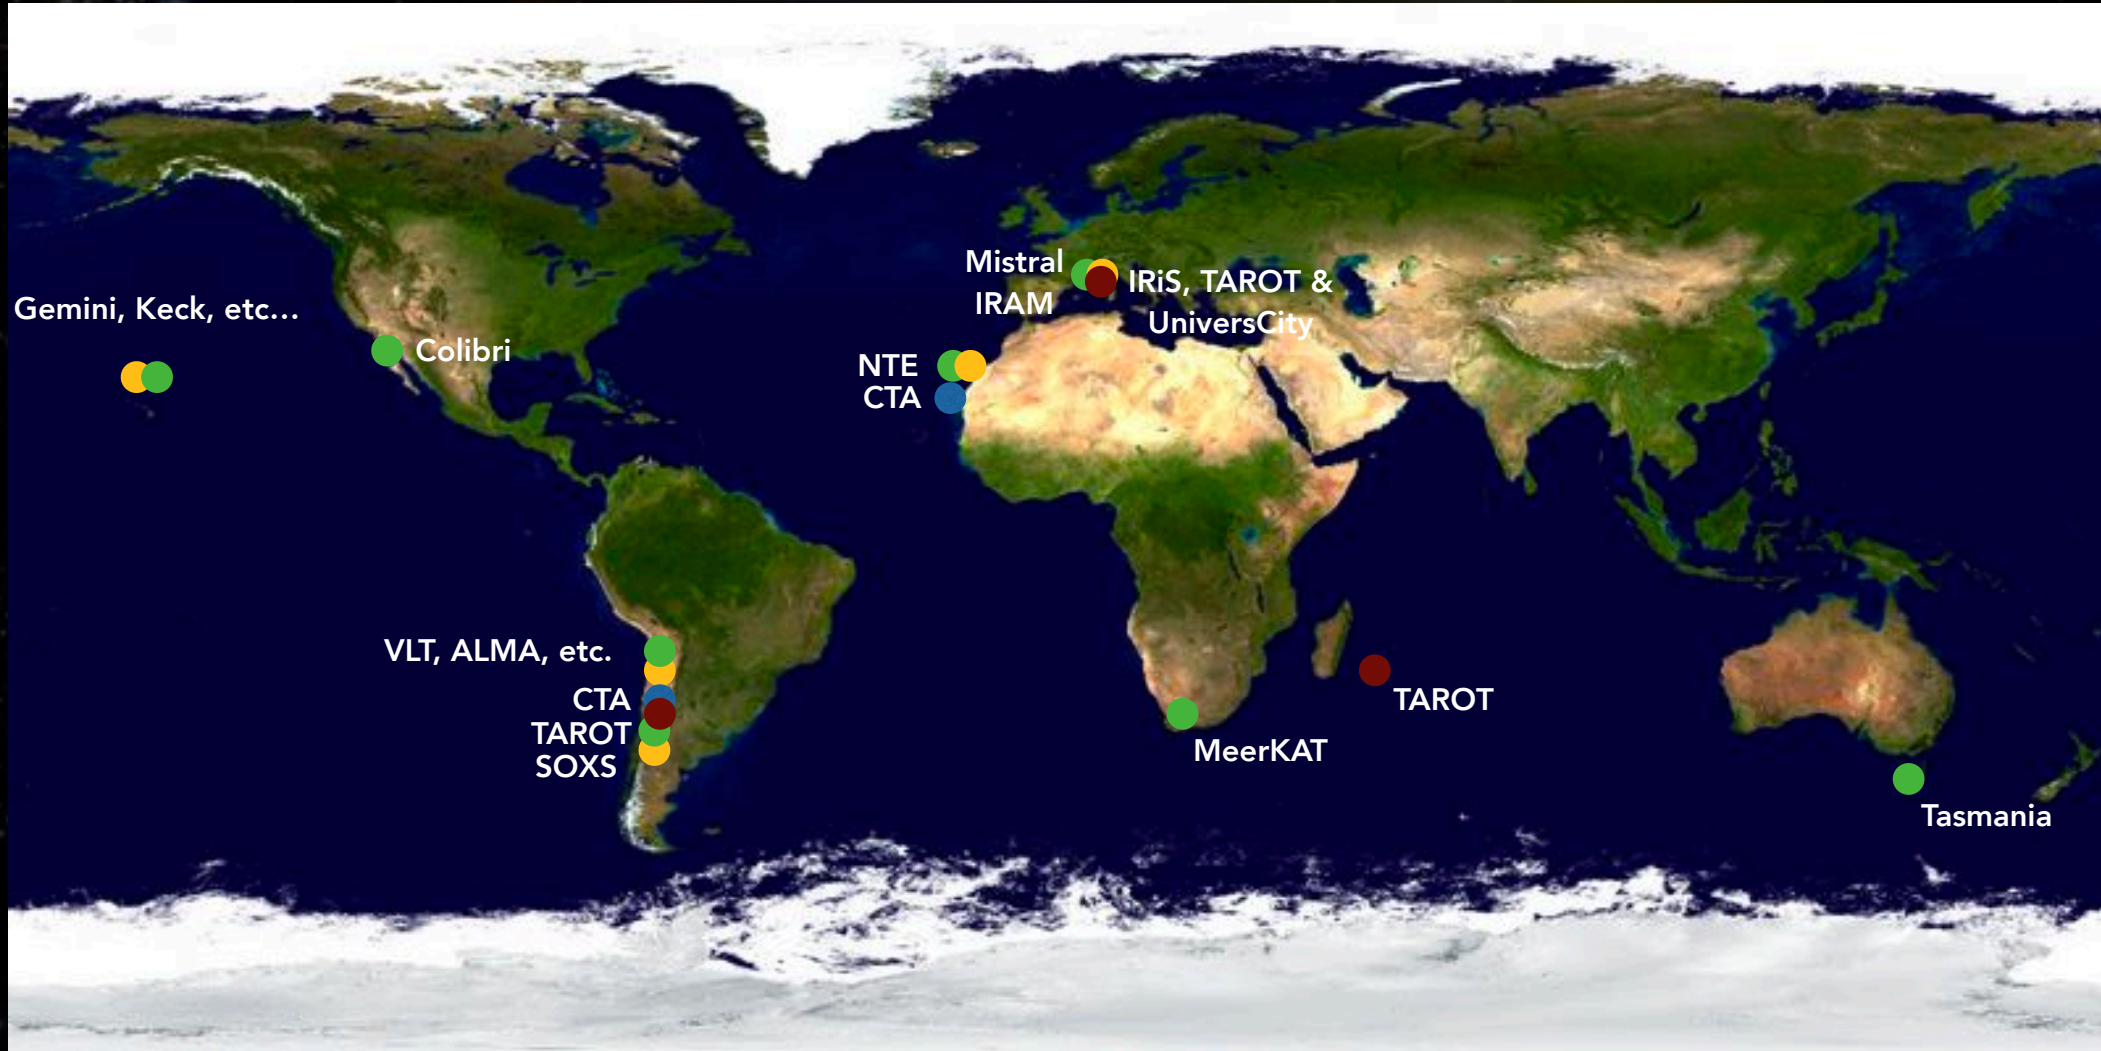 Mistral
IRAM
IRiS, TAROT &
UniversCity
Gemini, Keck, etc...
Colibri
NTE
CTA
VLT, ALMA, etc.
CTA
TAROT
SOXS
TAROT
MeerKAT
Tasmania